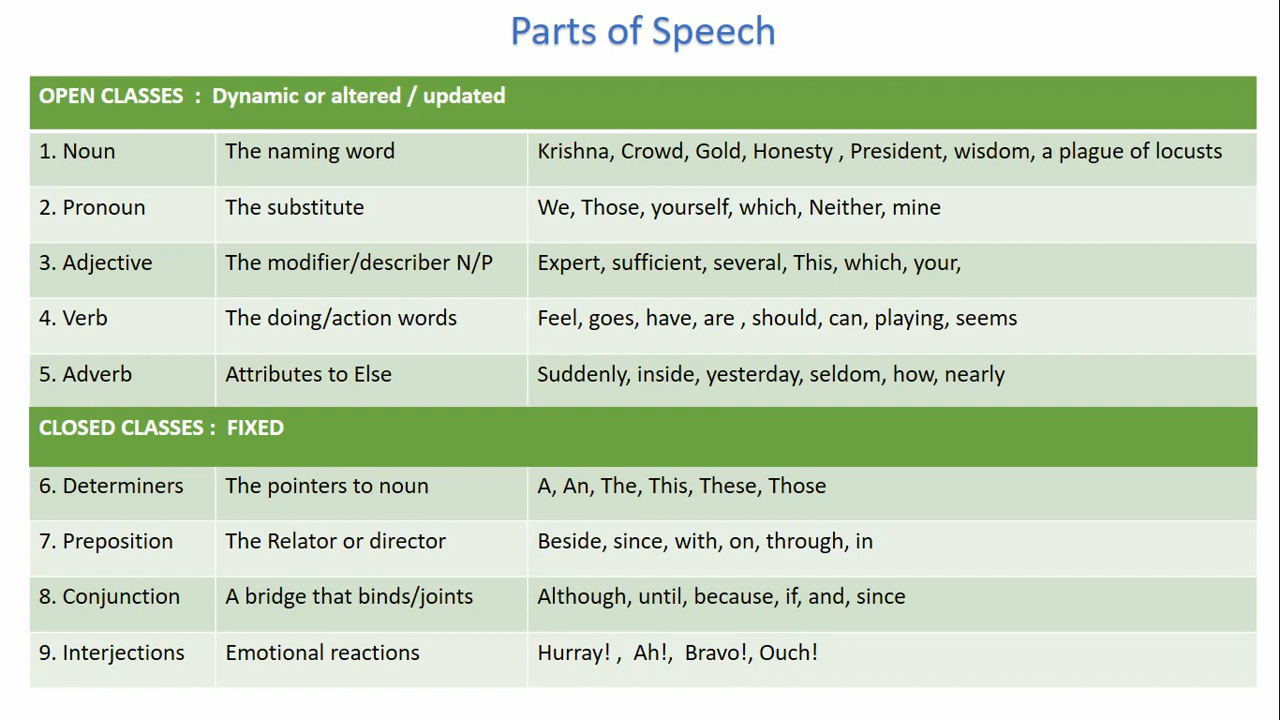 Parts of Speech
OPEN CLASSES : Dynamic or altered / updated
1. Noun The naming word Krishna, Crowd, Gold, Honesty , President, wisdom, a plague of locusts
2. Pronoun The substitute We, Those, yourself, which, Neither, mine
3. Adjective The modifier/describer N/P Expert, sufficient, several, This, which, your,
4. Verb The doing/action words Feel, goes, have, are , should, can, playing, seems
5. Adverb Attributes to Else Suddenly, inside, yesterday, seldom, how, nearly
CLOSED CLASSES : FIXED
6. Determiners The pointers to noun A, An, The, This, These, Those
7. Preposition The Relator or director Beside, since, with, on, through, in
8. Conjunction A bridge that binds/joints Although, until, because, if, and, since
9. Interjections Emotional reactions Hurray! , Ah!, Bravo!, Ouch!